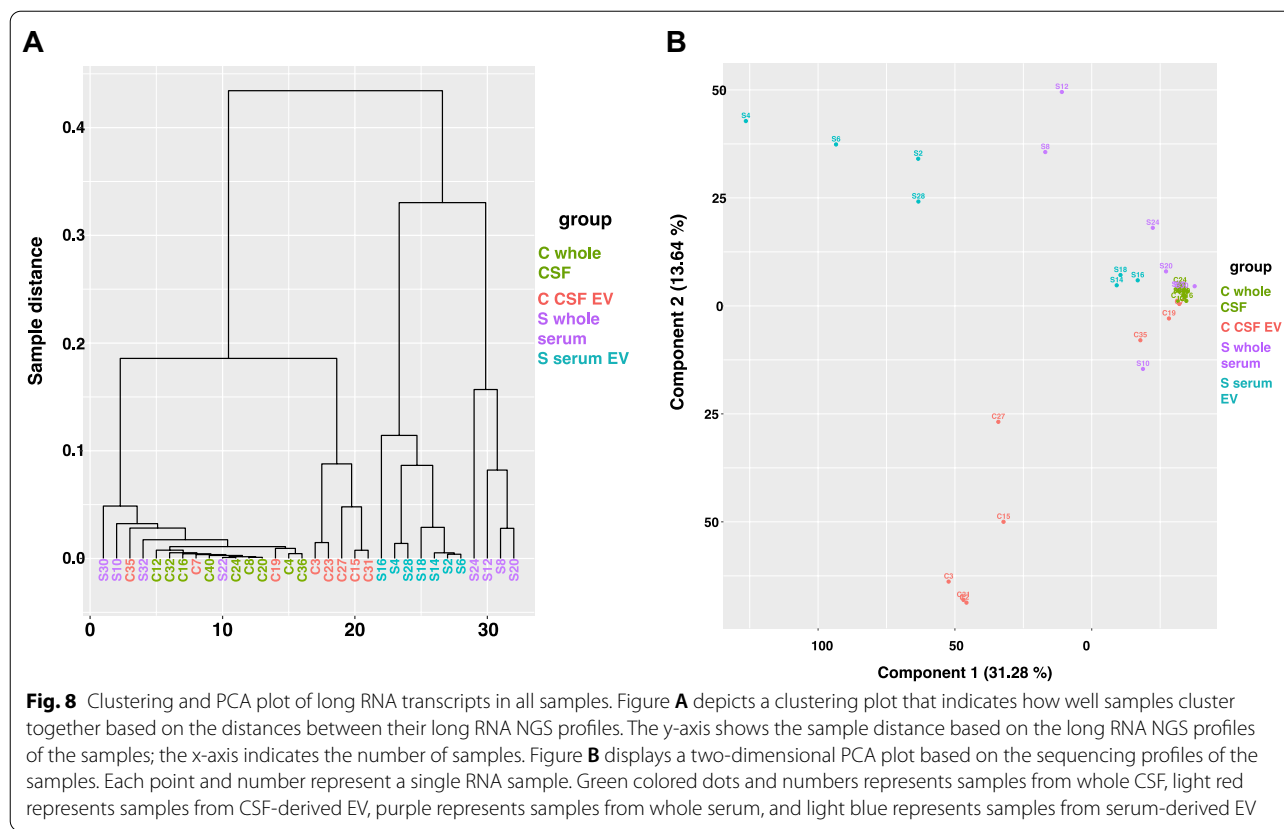 A
Sample distance
0.4
0.3
0.2
0.1
0.0
S30 S10 C35 S32 C12 C32 C16 C7 C40 S22 C24 C8 C20 C19 C4 C36 C3 C23 C27 C15 C31 S16 S4 S28 S18 S14 S2 S6 S24 S12 S8 S20
0 10 20 30
group
C whole
CSF
C CSF EV
S whole
serum
S serum EV
B
Component 2 (13.64 %)
50
25
0
25
50
S4
S6
S2
S28
S12
S8
S24
S20
S18
S14
S16
C24
C19
C35
S10
C27
C15
C3
100 50 0
Component 1 (31.28 %)
group
C whole
CSF
C CSF EV
S whole
serum
S serum
EV
Fig. 8 Clustering and PCA plot of long RNA transcripts in all samples. Figure A depicts a clustering plot that indicates how well samples cluster
together based on the distances between their long RNA NGS profiles. The y-axis shows the sample distance based on the long RNA NGS profiles
of the samples; the x-axis indicates the number of samples. Figure B displays a two-dimensional PCA plot based on the sequencing profiles of the
samples. Each point and number represent a single RNA sample. Green colored dots and numbers represents samples from whole CSF, light red
represents samples from CSF-derived EV, purple represents samples from whole serum, and light blue represents samples from serum-derived EV